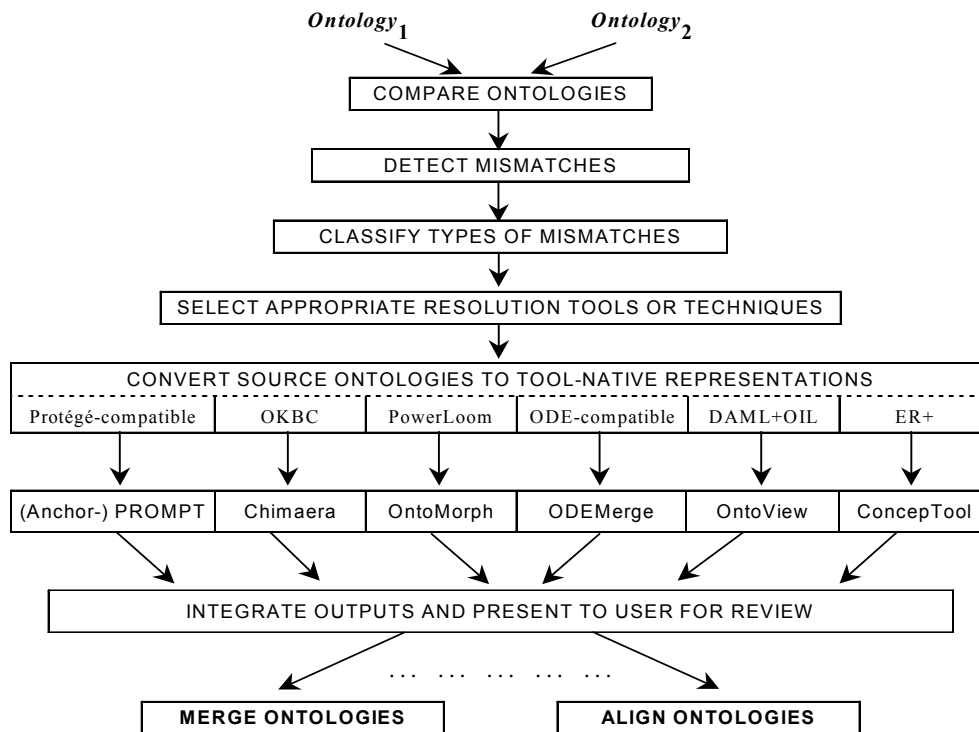 Ontology1 Ontology2
COMPARE ONTOLOGIES
DETECT MISMATCHES
CLASSIFY TYPES OF MISMATCHES
SELECT APPROPRIATE RESOLUTION TOOLS OR TECHNIQUES
CONVERT SOURCE ONTOLOGIES TO TOOL-NATIVE REPRESENTATIONS
Protégé-compatible OKBC PowerLoom ODE-compatible DAML+OIL ER+
(Anchor-) PROMPT Chimaera OntoMorph ODEMerge OntoView ConcepTool
INTEGRATE OUTPUTS AND PRESENT TO USER FOR REVIEW
... ... ... ... ...
MERGE ONTOLOGIES ALIGN ONTOLOGIES